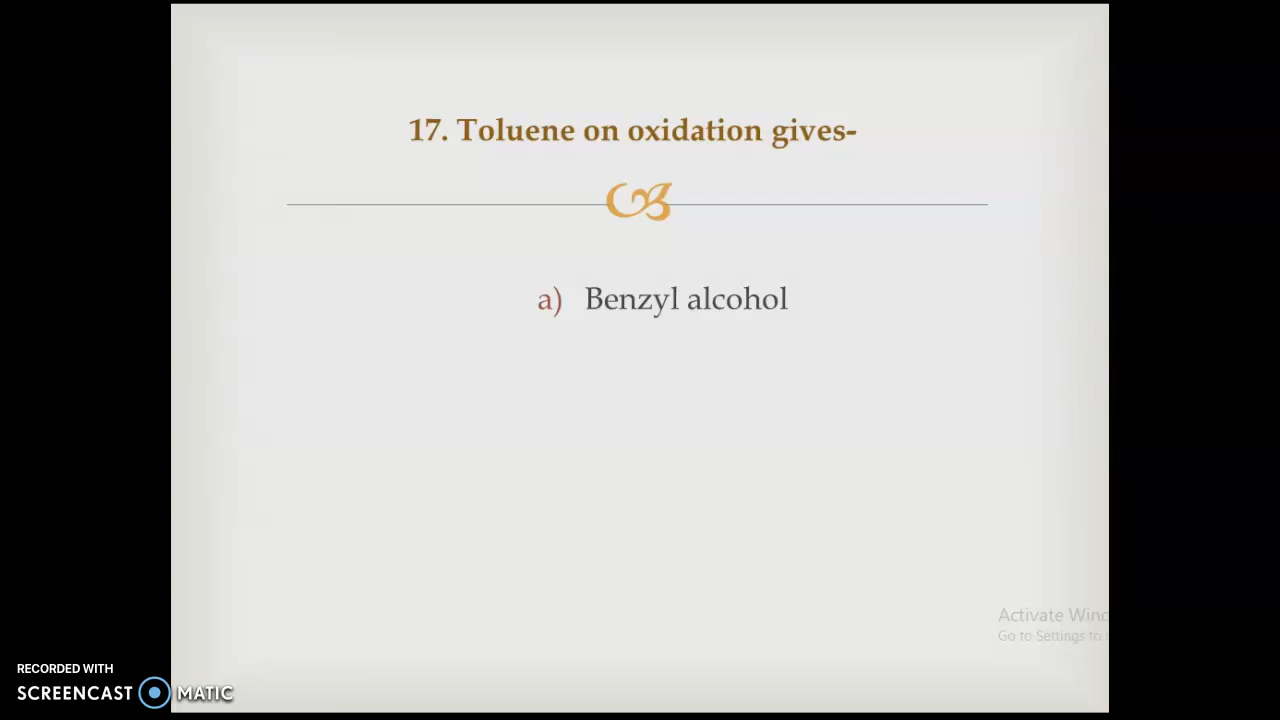 17. Toluene on oxidation gives-
a) Benzyl alcohol
Activate Wind
Go to Settings to
RECORDED WITH
SCREENCAST MATIC